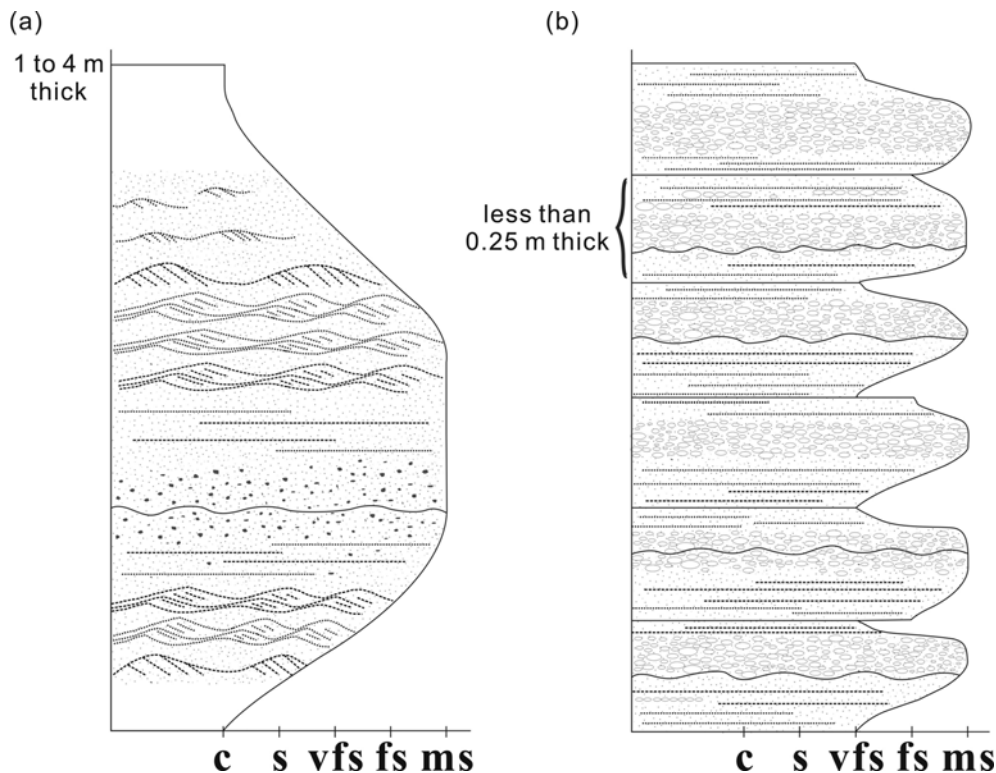 (a)
(b)
1 to 4 m
thick
less than
0.25 m thick
c s vfs fs ms
c s vfs fs ms